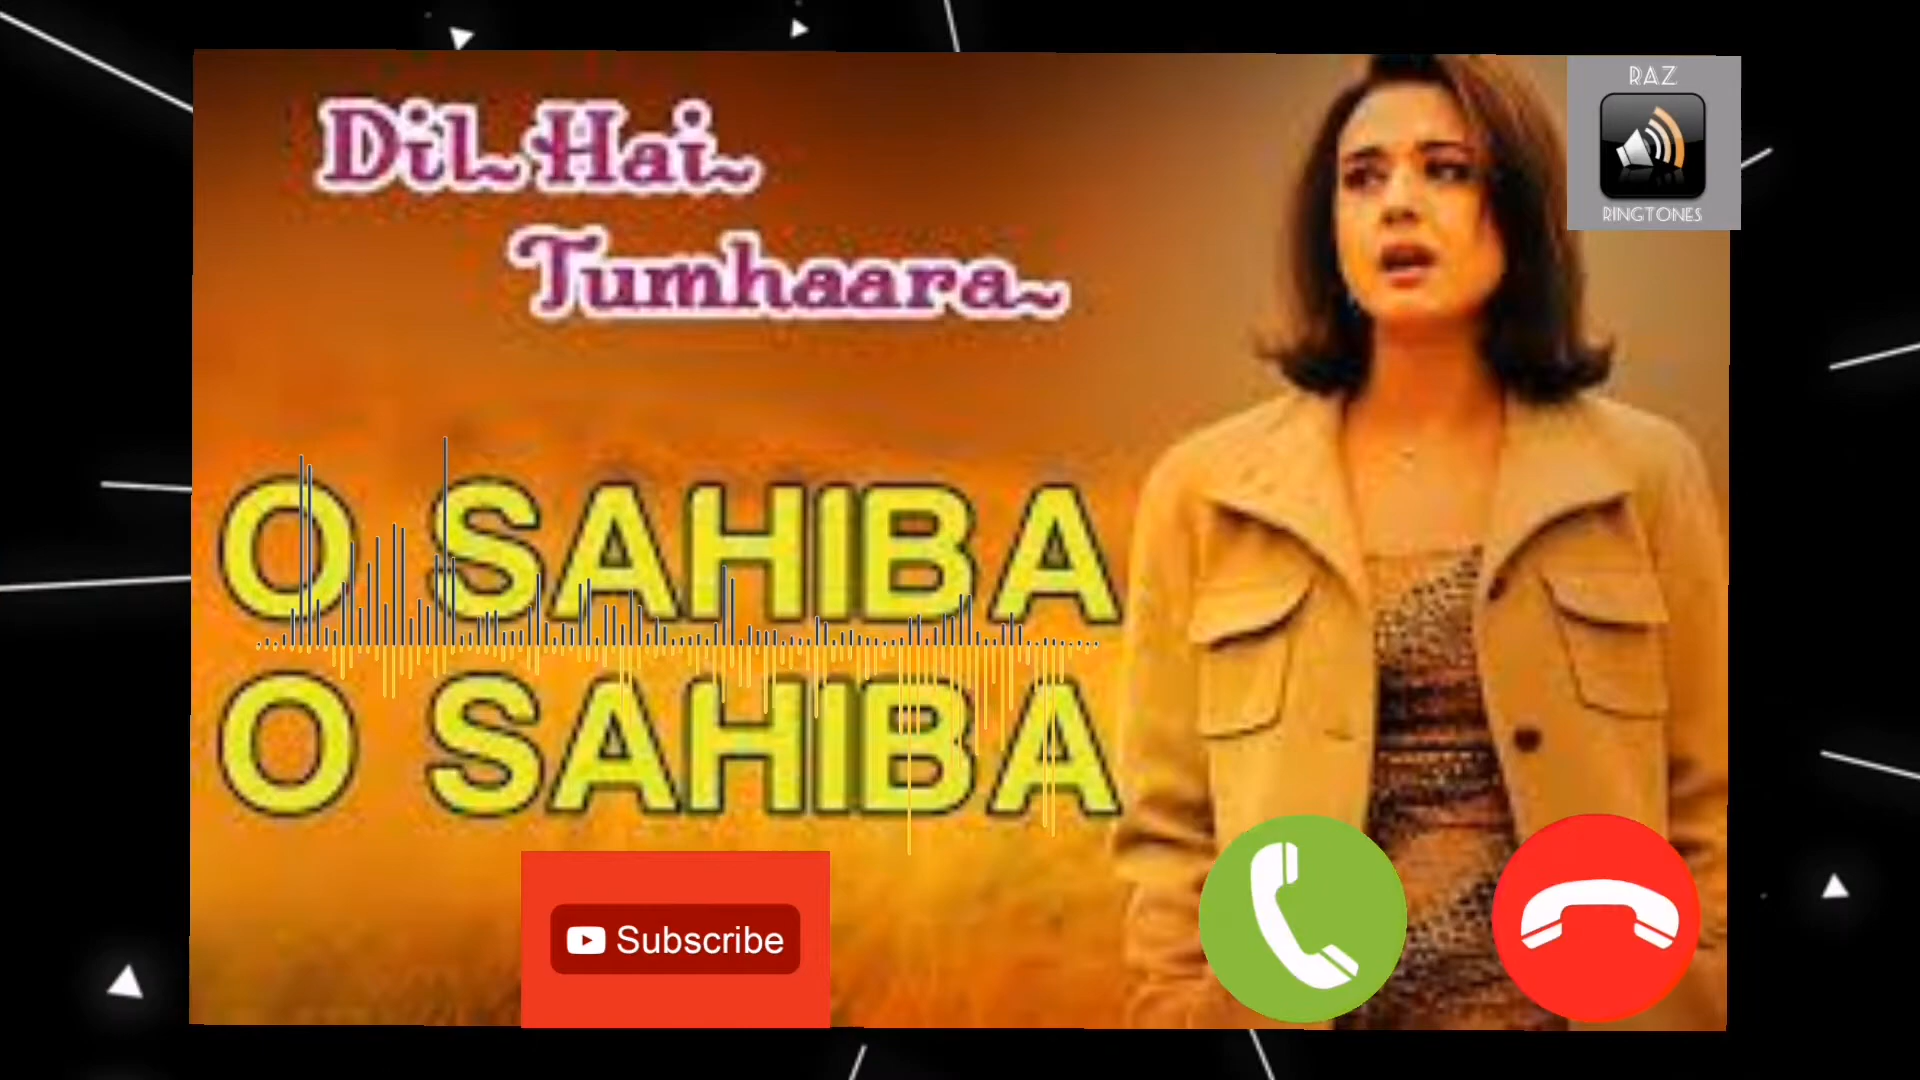 Dil Hai
Tumhaara
RAZ
RINGTONES
O SAHIBA
O SAHIBA
Subscribe